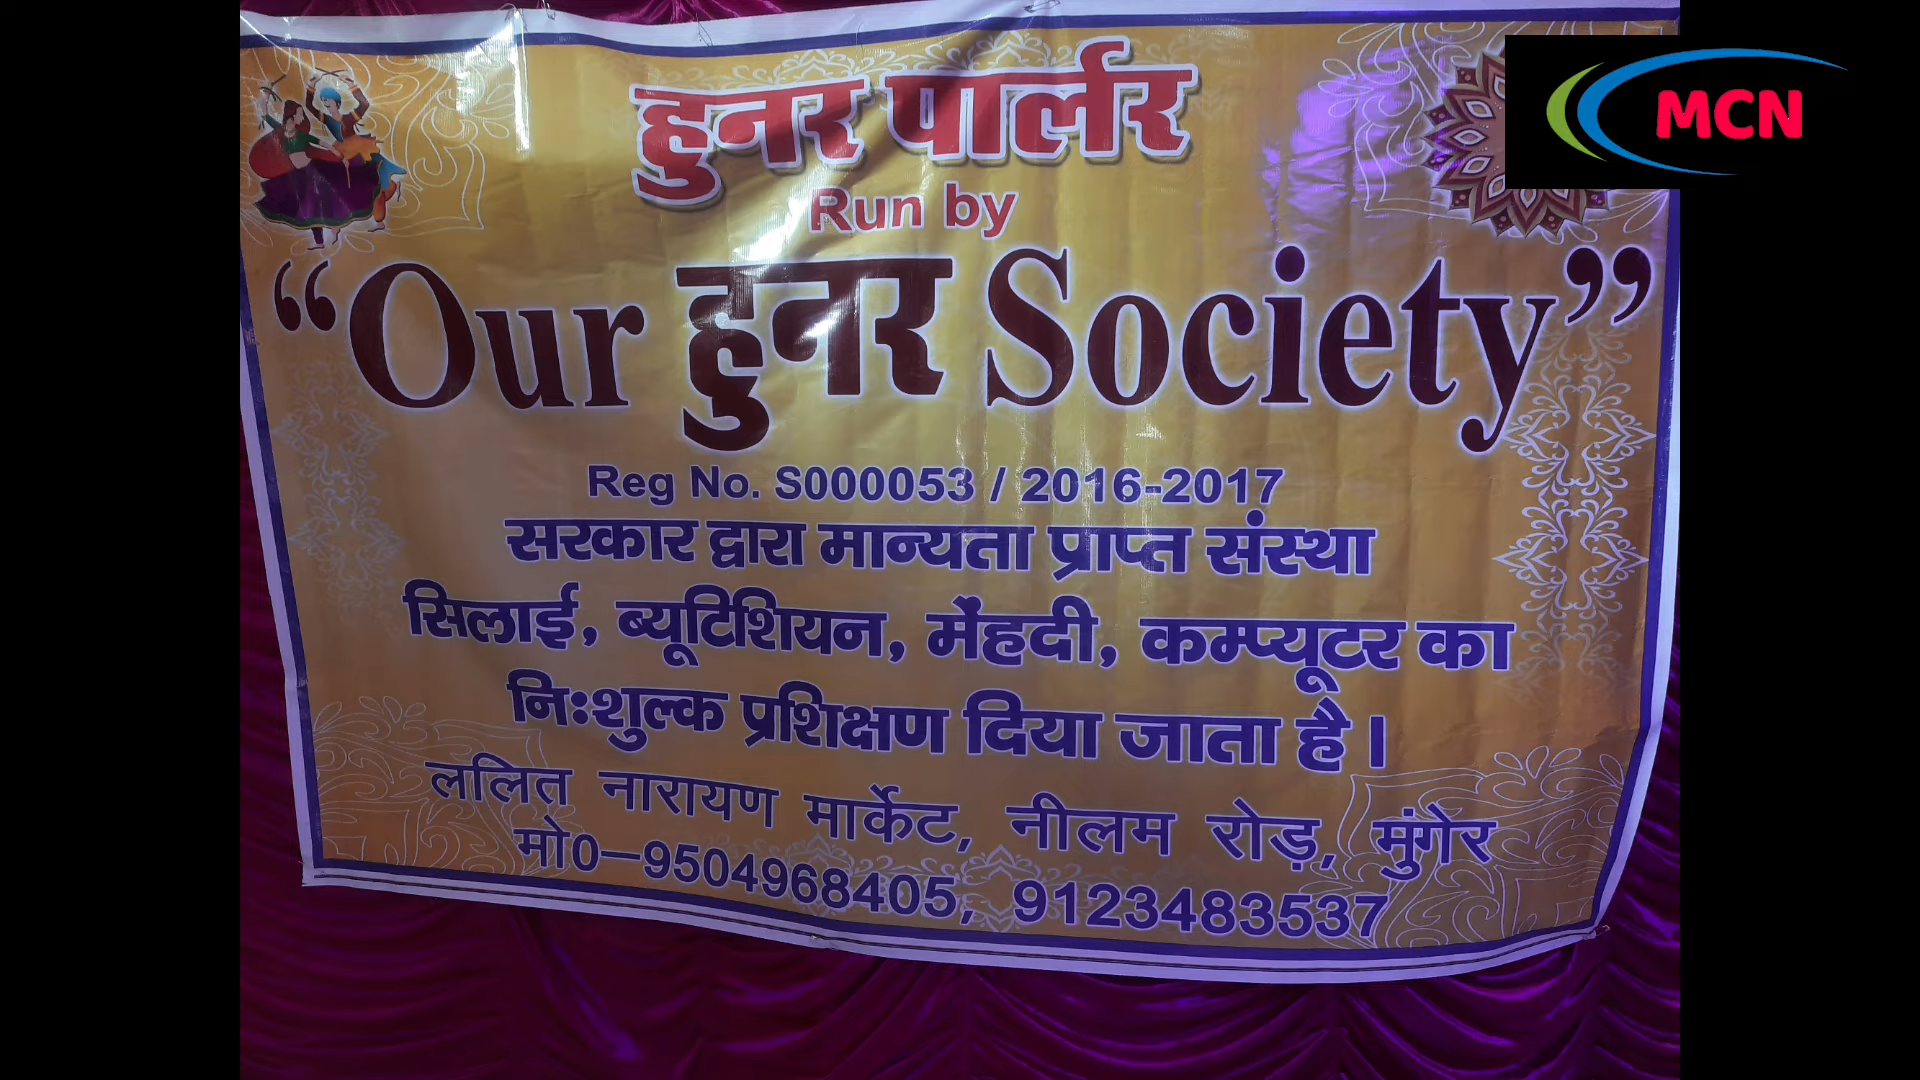 हुनर पार्लर
MCN
Run by
“Our हुनर Society”
Reg No. S000053 / 2016-2017
सरकार द्वारा मान्यता प्राप्त संस्था
सिलाई, ब्यूटिशियन, मेंहदी, कम्प्यूटर का
निःशुल्क प्रशिक्षण दिया जाता है।
ललित नारायण मार्केट, नीलम रोड़, मुंगेर
मो0–9504968405, 9123483537